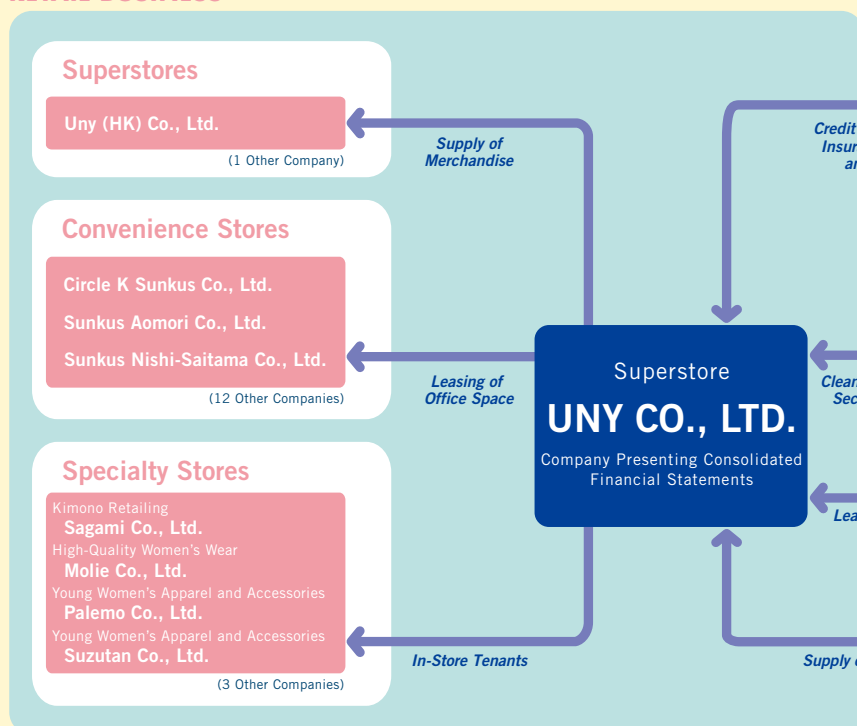 Superstores
Uny (HK) Co., Ltd.
(1 Other Company)
Supply of
Merchandise
Convenience Stores
Circle K Sunkus Co., Ltd.
Sunkus Aomori Co., Ltd.
Sunkus Nishi-Saitama Co., Ltd.
(12 Other Companies)
Leasing of
Office Space
Specialty Stores
Kimono Retailing
Sagami Co., Ltd.
High-Quality Women's Wear
Molie Co., Ltd.
Young Women's Apparel and Accessories
Palemo Co., Ltd.
Young Women's Apparel and Accessories
Suzutan Co., Ltd.
(3 Other Companies)
In-Store Tenants
Superstore
UNY CO., LTD.
Company Presenting Consolidated
Financial Statements
Credit
Supply